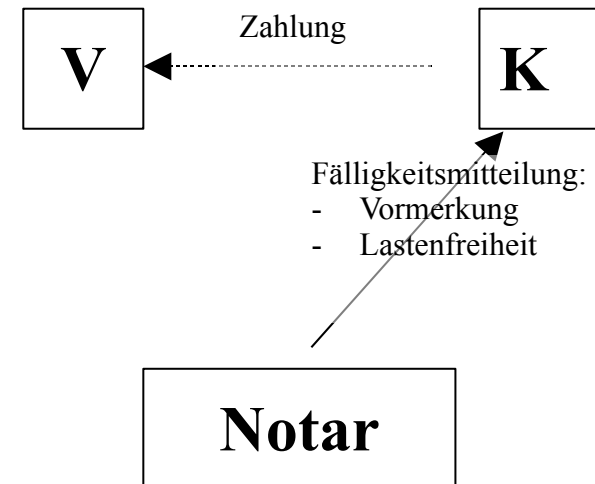 Zahlung
V
K
Fälligkeitsmitteilung:
- Vormerkung
- Lastenfreiheit
Notar